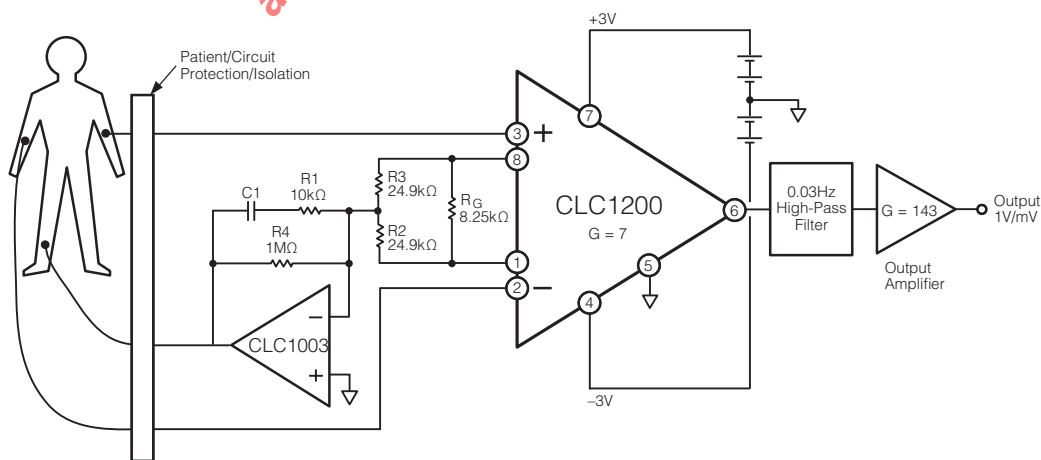 a
+3V
Patient/Circuit
Protection/Isolation
7
3
+
8
R1
10kΩ
C1
R3
24.9kΩ
RG
8.25kΩ
CLC1200
G = 7
6
0.03Hz
High-Pass
Filter
G = 143
Output
1V/mV
R4
1MΩ
R2
24.9kΩ
1
2
–
5
4
Output
Amplifier
–
CLC1003
+
–3V